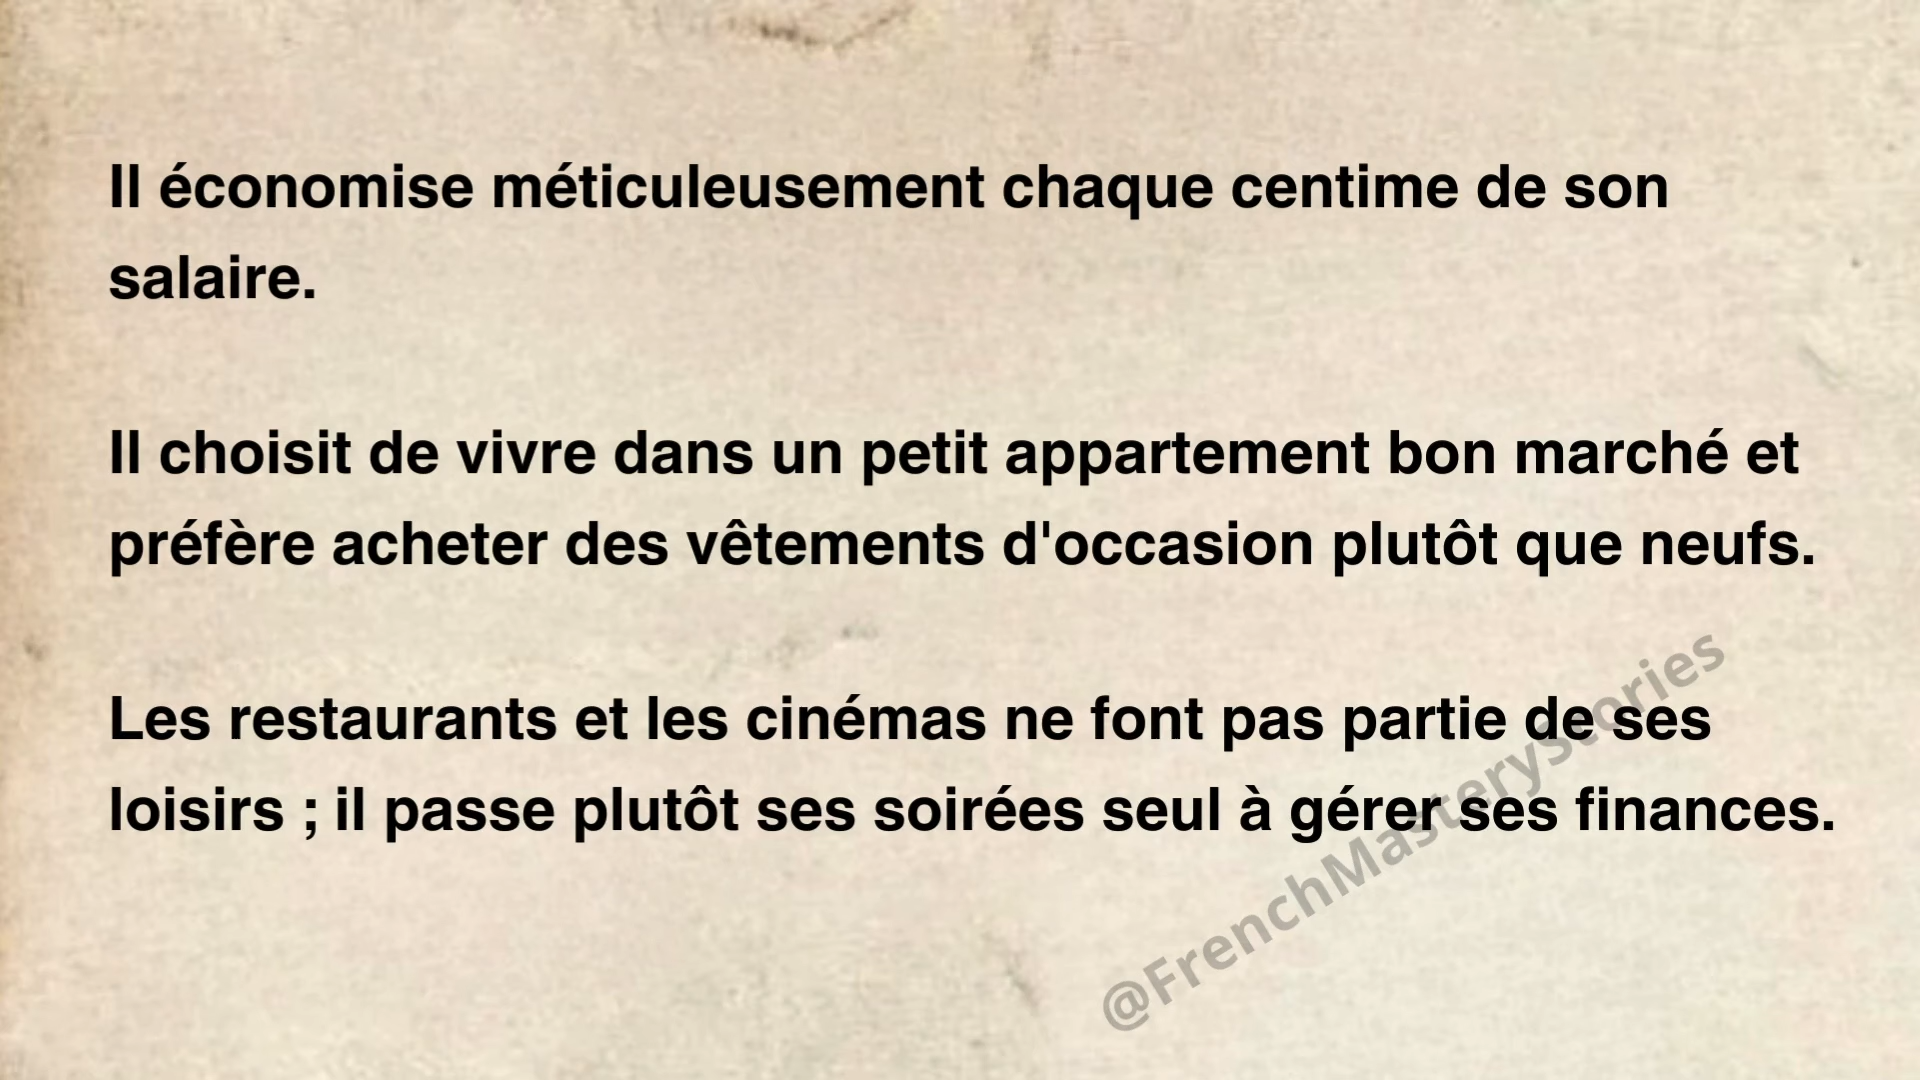 Il économise méticuleusement chaque centime de son
salaire.
Il choisit de vivre dans un petit appartement bon marché et
préfère acheter des vêtements d'occasion plutôt que neufs.
Les restaurants et les cinémas ne font pas partie de ses
loisirs ; il passe plutôt ses soirées seul à gérer ses finances.
@FrenchMasteryStories